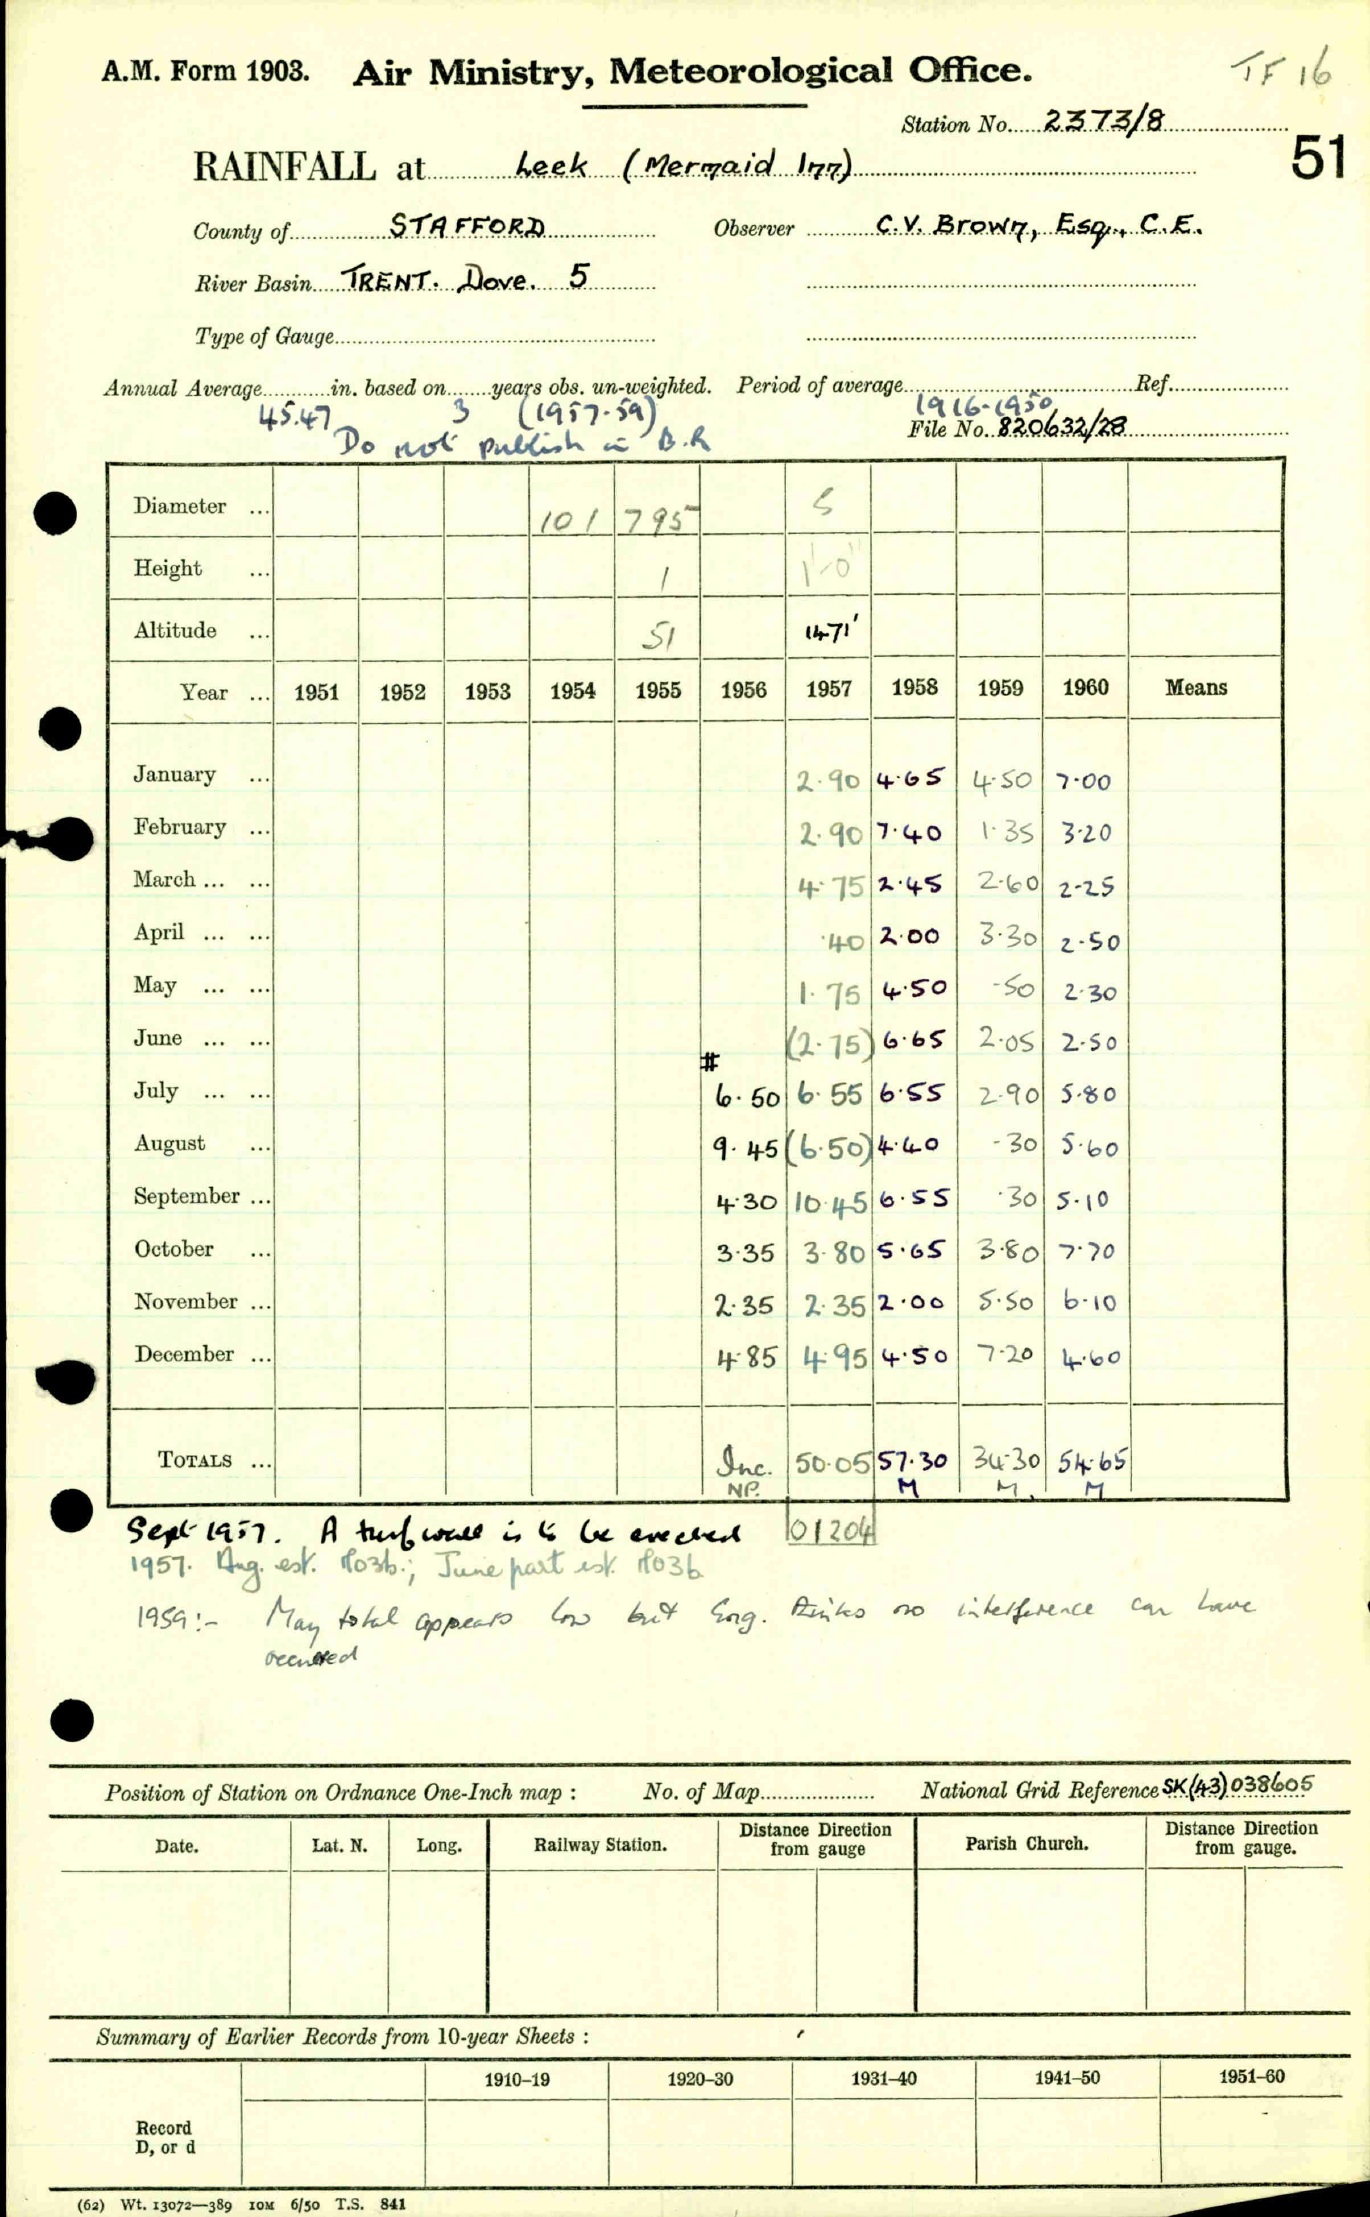 TF 16
A.M. Form 1903. Air Ministry, Meteorological Office.
Station No. 2373/8
51
RAINFALL at Leek (Mermaid Inn)
County of STAFFORD Observer C.V. Brown, Esq., C.E.
River Basin TRENT. Dove. 5
Type of Gauge
Annual Average in. based on years obs. un-weighted. Period of average Ref.
45.47 3 (1957-59) 1916-1950
Do not publish in B.R File No. 820632/28
Diameter ... 101 795 5
Height ... 1 1'-0"
Altitude ... 51 1471'
Year ... 1951 1952 1953 1954 1955 1956 1957 1958 1959 1960 Means
January ... 2.90 4.65 4.50 7.00
February ... 2.90 7.40 1.35 3.20
March ... ... 4.75 2.45 2.60 2.25
April ... ... .40 2.00 3.30 2.50
May ... ... 1.75 4.50 .50 2.30
June ... ... (2.75) 6.65 2.05 2.50
#
July ... ... 6.50 6.55 6.55 2.90 5.80
August ... 9.45 (6.50) 4.40 .30 5.60
September ... 4.30 10.45 6.55 .30 5.10
October ... 3.35 3.80 5.65 3.80 7.70
November ... 2.35 2.35 2.00 5.50 6.10
December ... 4.85 4.95 4.50 7.20 4.60
TOTALS ... Inc. 50.05 57.30 34.30 54.65
NP. M M. M
Sept 1957. A turf wall is to be erected 01204
1957. Aug. est. ; June part est.
1959:- May total appears low but Eng. thinks no interference can have
occurred
Position of Station on Ordnance One-Inch map : No. of Map National Grid Reference SK(43)038605
Date. Lat. N. Long. Railway Station. Distance Direction from gauge Parish Church. Distance Direction from gauge.
Summary of Earlier Records from 10-year Sheets :
1910–19 1920–30 1931–40 1941–50 1951–60
Record
D, or d
(62) Wt. 13072—389 10M 6/50 T.S. 841